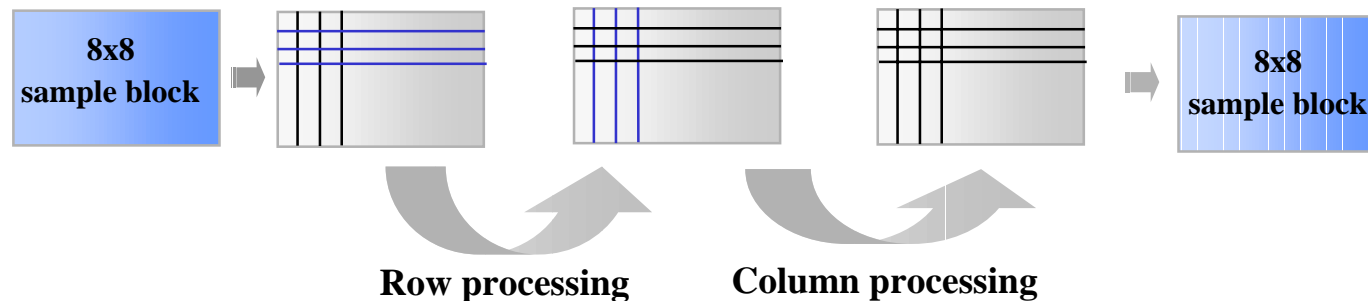 8x8
sample block
8x8
sample block
Row processing
Column processing